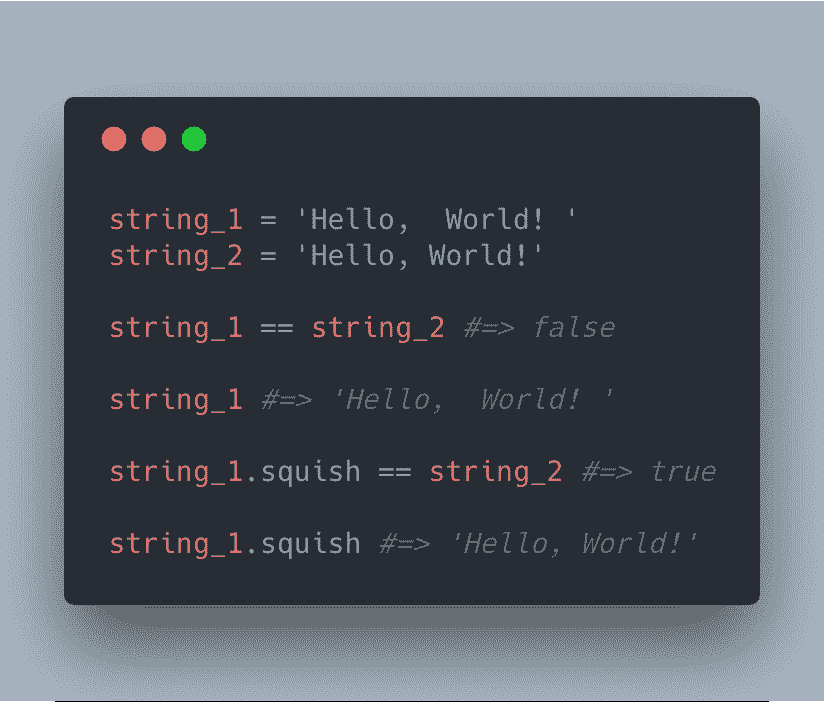 string_1 = 'Hello,  World! '
string_2 = 'Hello, World!'
string_1 == string_2 #=> false
string_1 #=> 'Hello,  World! '
string_1.squish == string_2 #=> true
string_1.squish #=> 'Hello, World!'